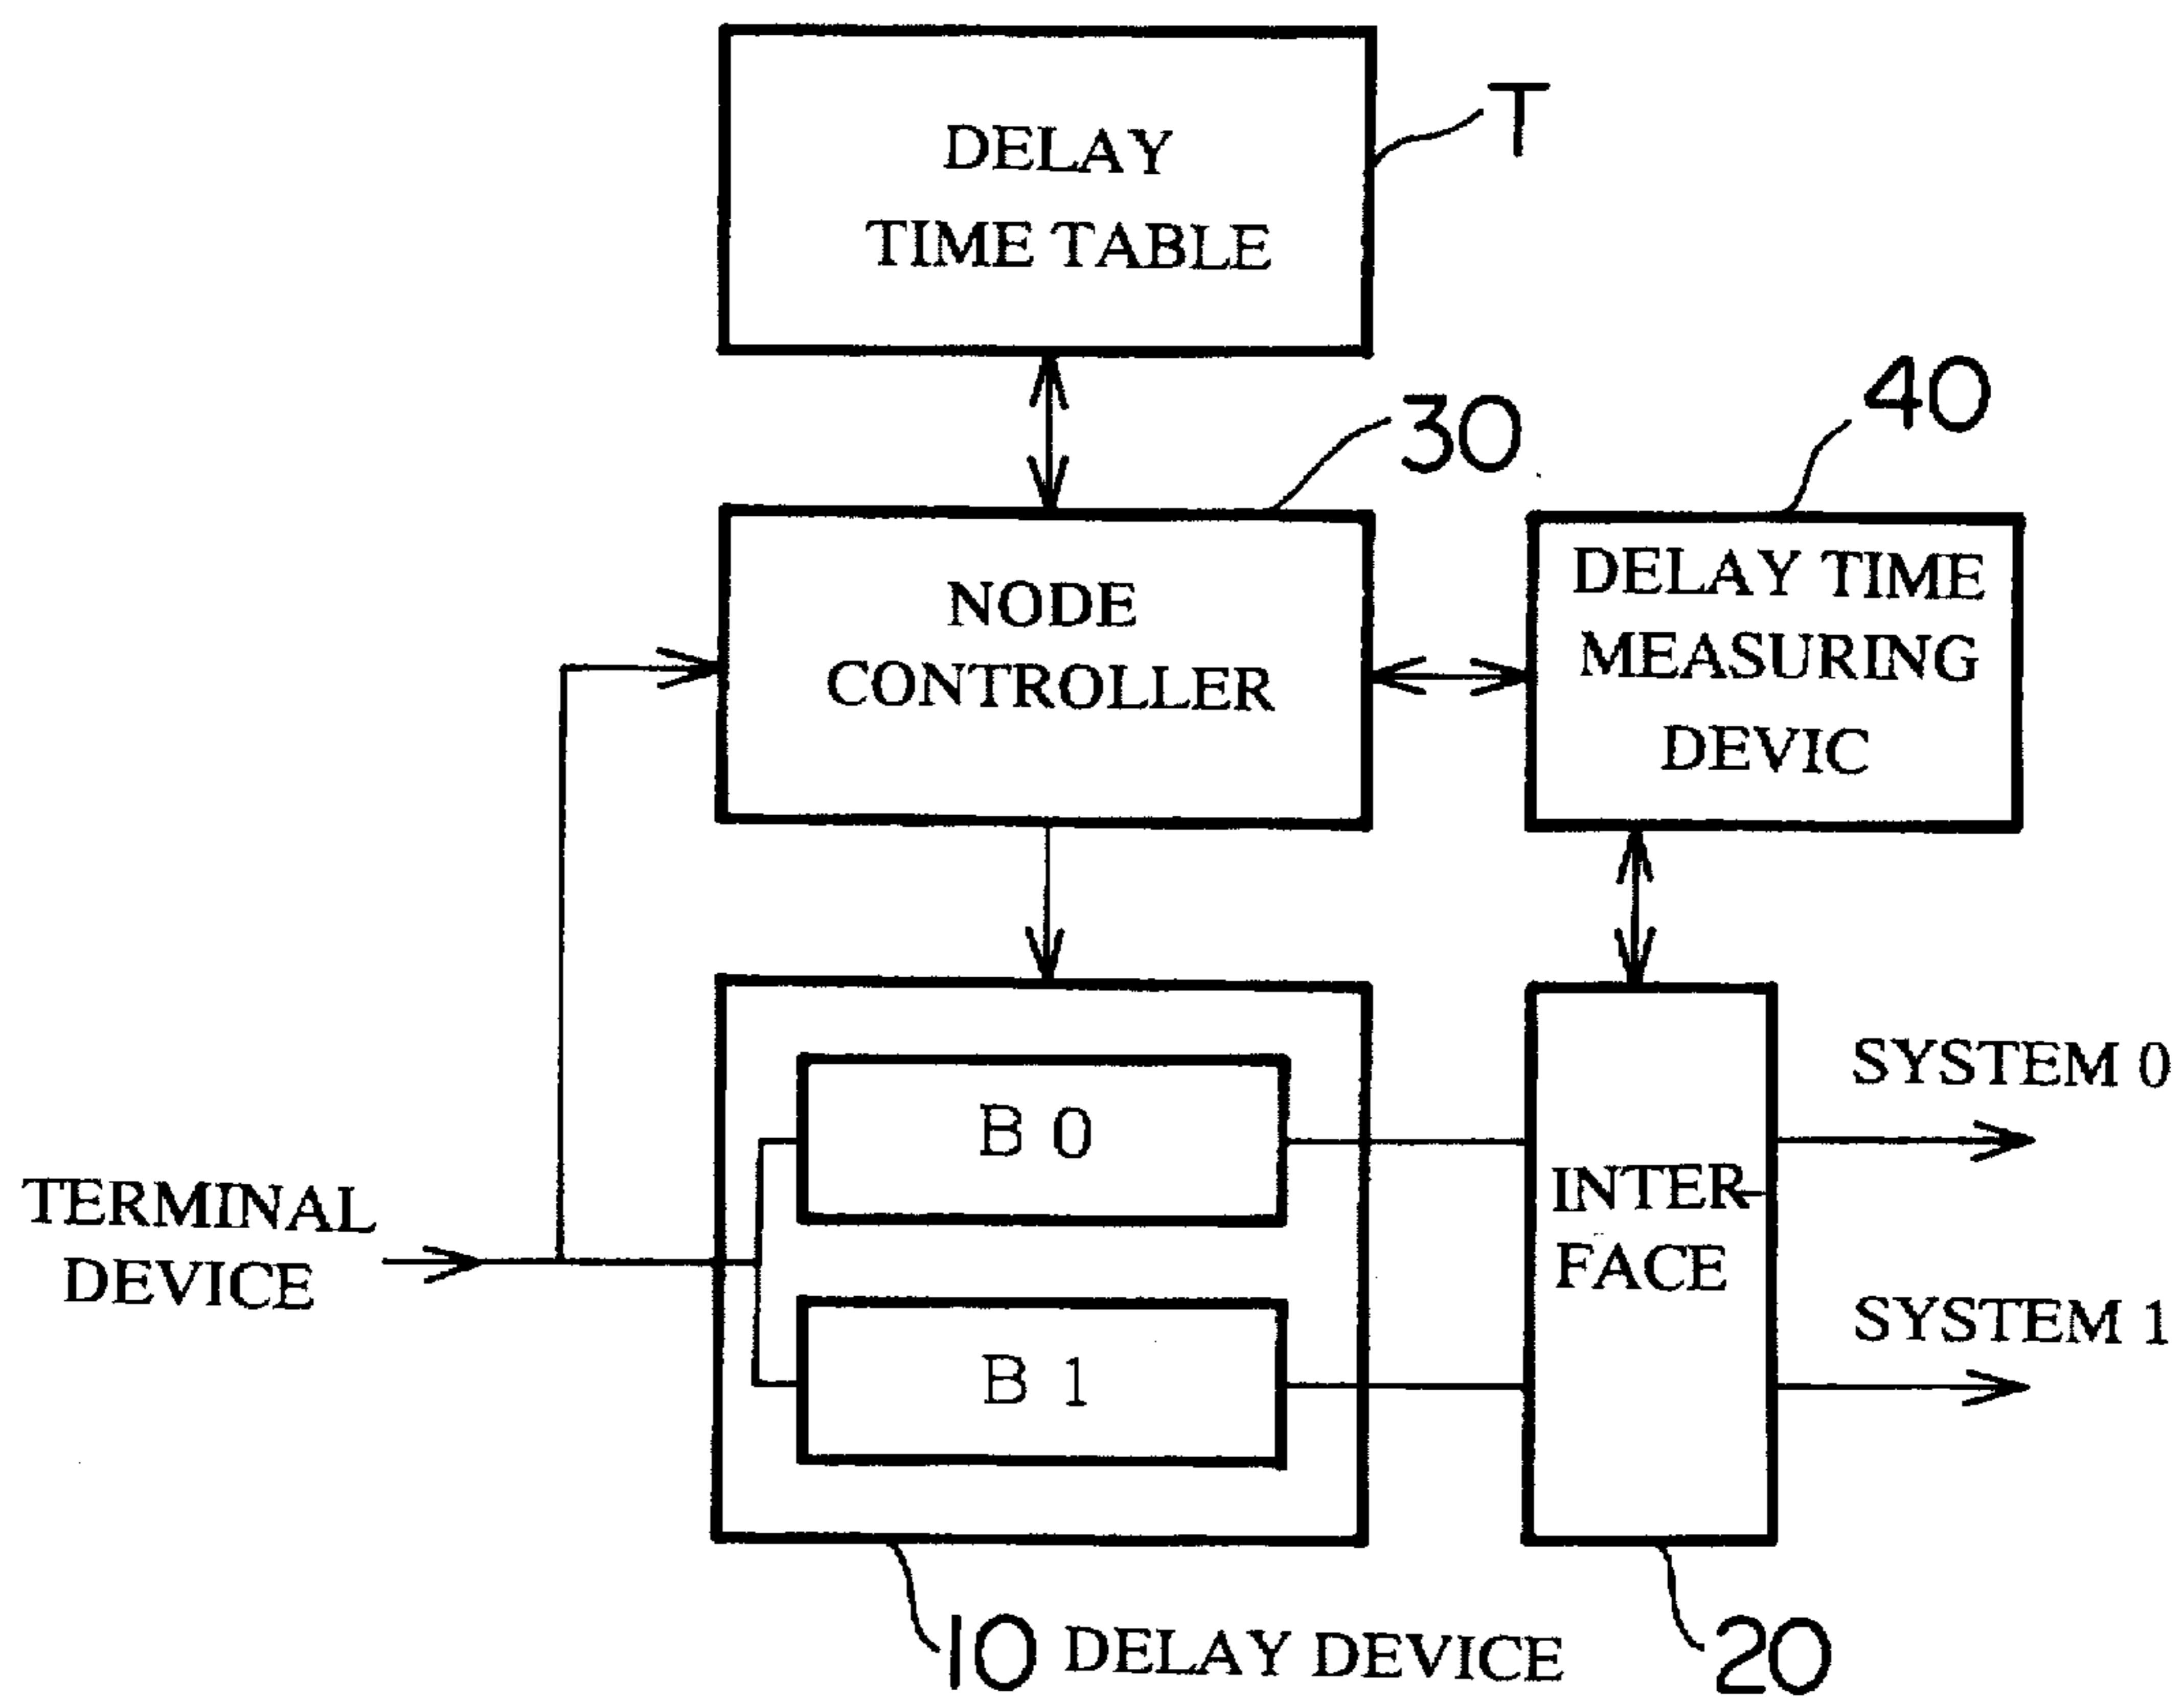 DELAY
TIME TABLE
T
30
40
NODE
CONTROLLER
DELAY TIME
MEASURING
DEVIC
B 0
B 1
INTER-
FACE
SYSTEM 0
SYSTEM 1
TERMINAL
DEVICE
10 DELAY DEVICE
20